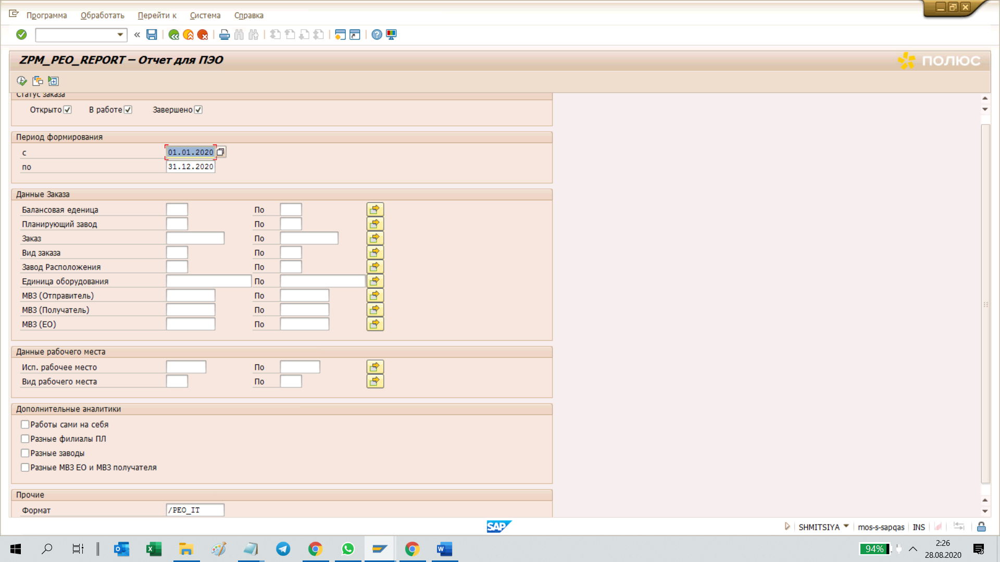 Программа Обработать Перейти к Система Справка
ZPM_PEO_REPORT – Отчет для ПЭО
ПОЛЮС
Статус заказа
Открыто В работе Завершено
Период формирования
с 01.01.2020
по 31.12.2020
Данные Заказа
Балансовая еденица По
Планирующий завод По
Заказ По
Вид заказа По
Завод Расположения По
Единица оборудования По
МВЗ (Отправитель) По
МВЗ (Получатель) По
МВЗ (ЕО) По
Данные рабочего места
Исп. рабочее место По
Вид рабочего места По
Дополнительные аналитики
Работы сами на себя
Разные филиалы ПЛ
Разные заводы
Разные МВЗ ЕО и МВЗ получателя
Прочие
Формат /PEO_IT
SAP
SHMITSIYA mos-s-sapqas INS
94%
2:26
28.08.2020